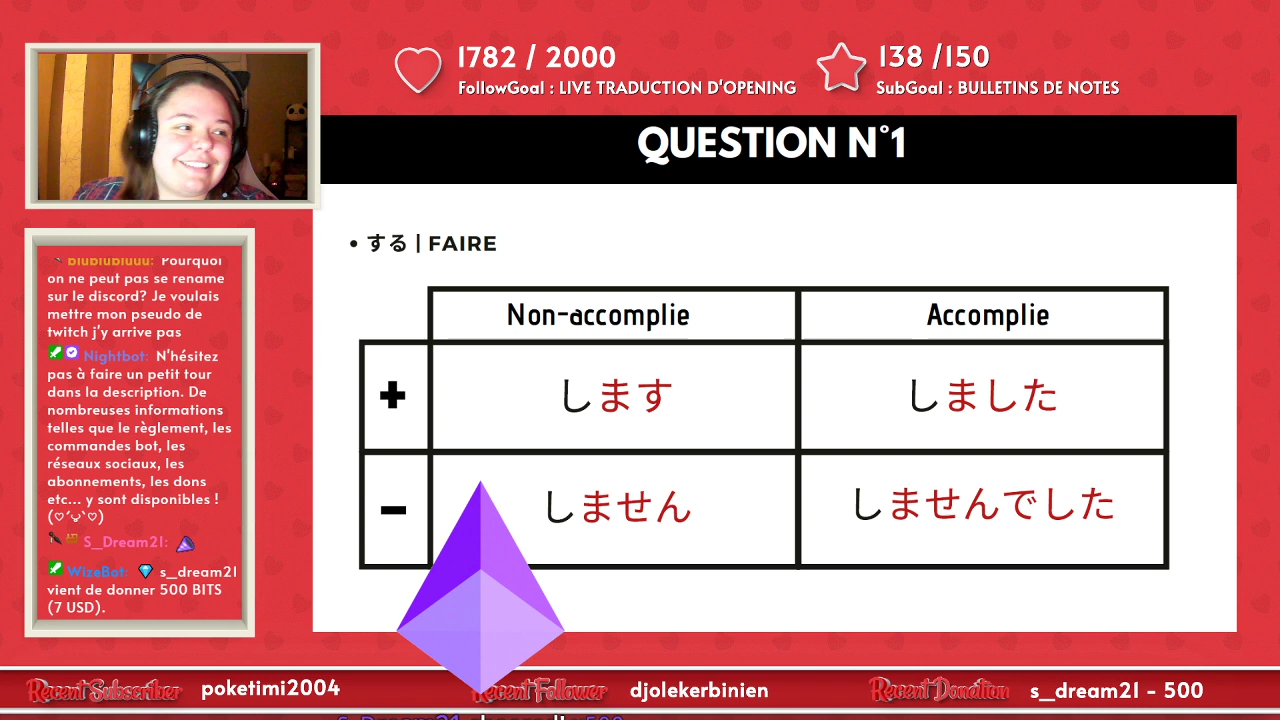 1782 / 2000
FollowGoal : LIVE TRADUCTION D'OPENING
138 /150
SubGoal : BULLETINS DE NOTES
QUESTION N°1
• する | FAIRE
Non-accomplie
Accomplie
+
します
しました
-
しません
しませんでした
Blublubluuu: Pourquoi
on ne peut pas se rename
sur le discord? Je voulais
mettre mon pseudo de
twitch j'y arrive pas
Nightbot: N'hésitez
pas à faire un petit tour
dans la description. De
nombreuses informations
telles que le règlement, les
commandes bot, les
réseaux sociaux, les
abonnements, les dons
etc... y sont disponibles !
(♡ˊ͈ ꒳ ˋ͈♡)
S_Dream21:
WizeBot: 💎 s_dream21
vient de donner 500 BITS
(7 USD).
Recent Subscriber
poketimi2004
Recent Follower
djolekerbinien
Recent Donation
s_dream21 - 500
S_Dream21 cheered! x500